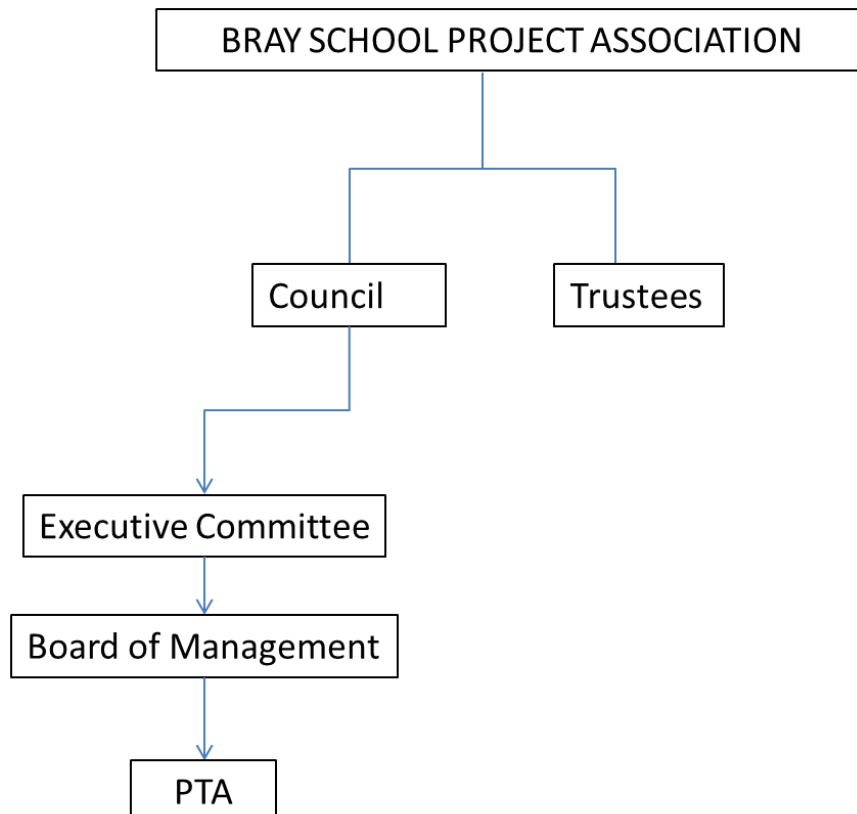 BRAY SCHOOL PROJECT ASSOCIATION
Council
Trustees
Executive Committee
Board of Management
PTA